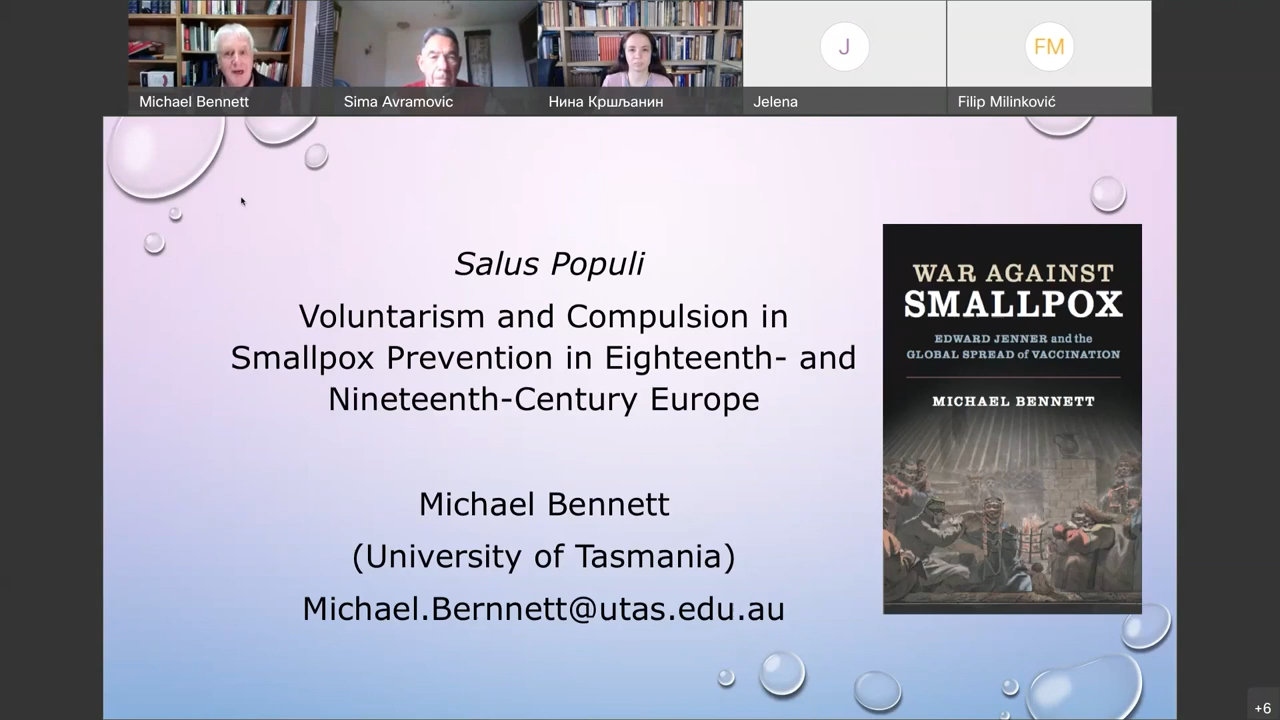 J
FM
Michael Bennett
Sima Avramovic
Нина Кршљанин
Jelena
Filip Milinković
Salus Populi
Voluntarism and Compulsion in
Smallpox Prevention in Eighteenth- and
Nineteenth-Century Europe
Michael Bennett
(University of Tasmania)
Michael.Bernnett@utas.edu.au
WAR AGAINST
SMALLPOX
EDWARD JENNER and the
GLOBAL SPREAD of VACCINATION
MICHAEL BENNETT
+6